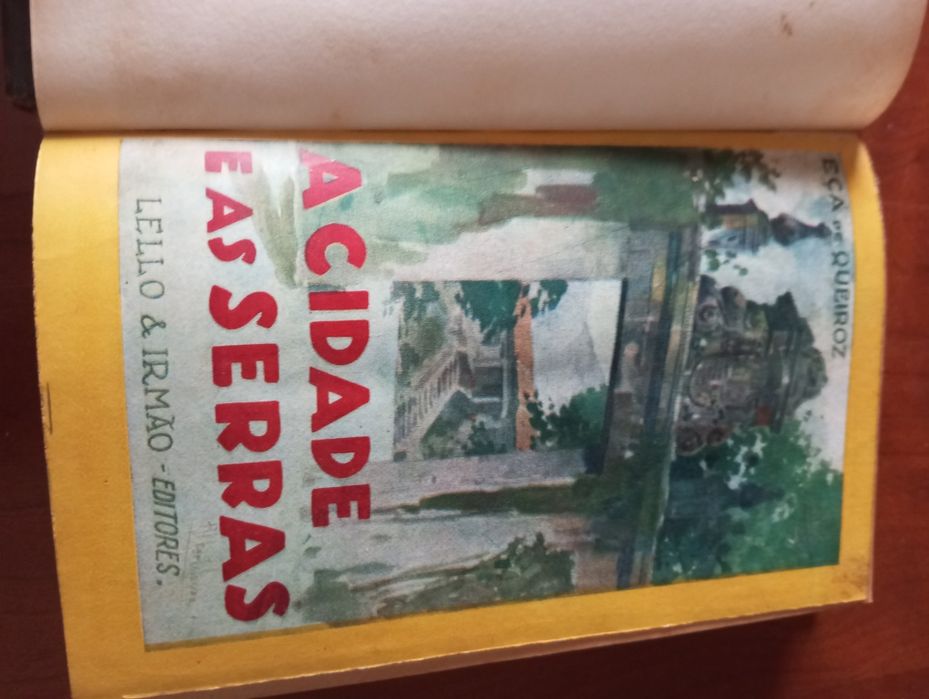 EÇA DE QUEIROZ
A CIDADE
E AS SERRAS
LELLO & IRMÃO - EDITORES.